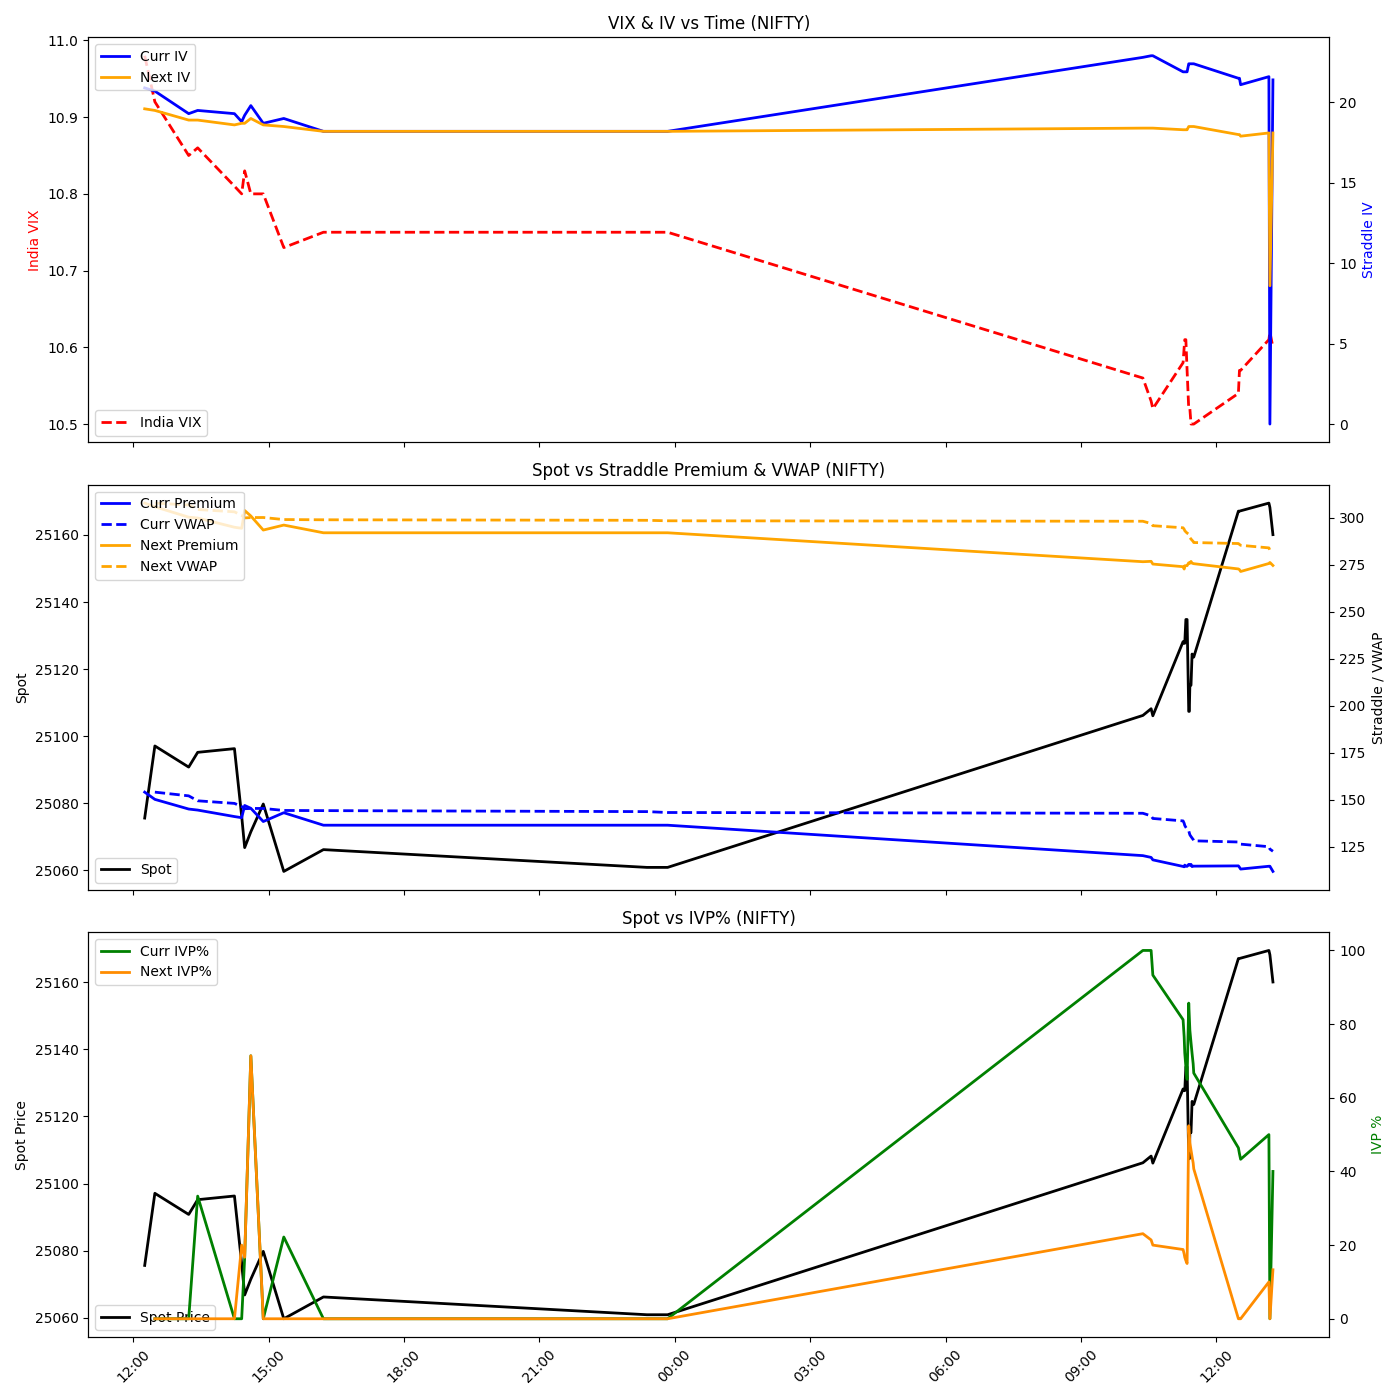 VIX & IV vs Time (NIFTY)
Curr IV
Next IV
India VIX
11.0
10.9
10.8
10.7
10.6
10.5
India VIX
20
15
10
5
0
Straddle IV
Spot vs Straddle Premium & VWAP (NIFTY)
Curr Premium
Curr VWAP
Next Premium
Next VWAP
Spot
25160
25140
25120
25100
25080
25060
Spot
300
275
250
225
200
175
150
125
Straddle / VWAP
Spot vs IVP% (NIFTY)
Curr IVP%
Next IVP%
Spot Price
25160
25140
25120
25100
25080
25060
Spot Price
100
80
60
40
20
0
IVP %
12:00
15:00
18:00
21:00
00:00
03:00
06:00
09:00
12:00